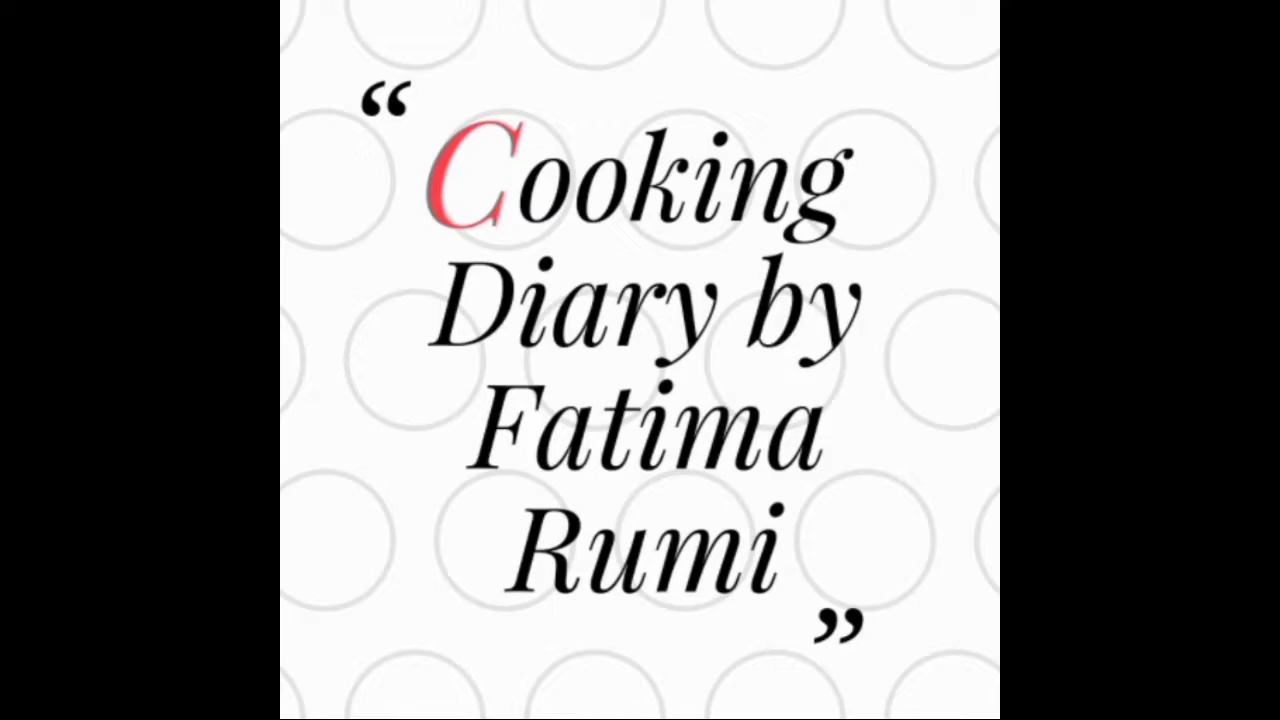 “
Cooking
Diary by
Fatima
Rumi
”